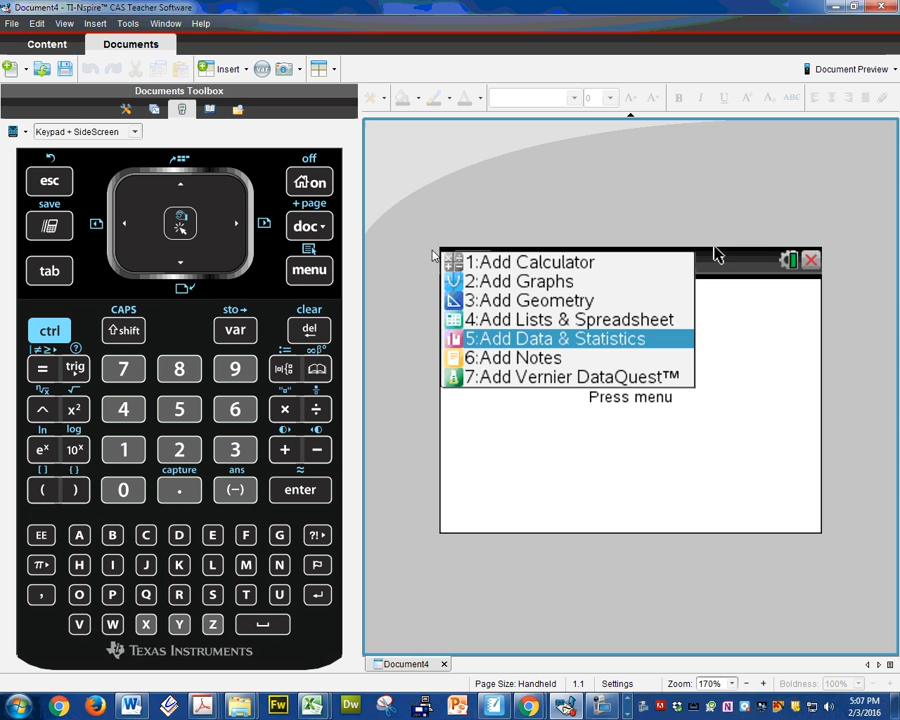 Document4 - TI-Nspire™ CAS Teacher Software
File Edit View Insert Tools Window Help
Content Documents
Insert var Document Preview
Documents Toolbox
0 A+ A- B I U ABC
Keypad + SideScreen
off
esc on
save + page
doc
tab menu
CAPS sto→ clear
ctrl shift var del
|≠≥▸ := ∞β°
= trig 7 8 9
ⁿ√x √
^ x² 4 5 6 × ÷
ln log
eˣ 10ˣ 1 2 3 + −
[ ] { } capture ans ≈
( ) 0 . (−) enter
EE A B C D E F G ?!▸
π▸ H I J K L M N
, O P Q R S T U
V W X Y Z
TEXAS INSTRUMENTS
1:Add Calculator
2:Add Graphs
3:Add Geometry
4:Add Lists & Spreadsheet
5:Add Data & Statistics
6:Add Notes
7:Add Vernier DataQuest™
Press menu
Document4
Page Size: Handheld 1.1 Settings Zoom: 170% − + Boldness: 100% − +
Fw Dw
5:07 PM
2/3/2016